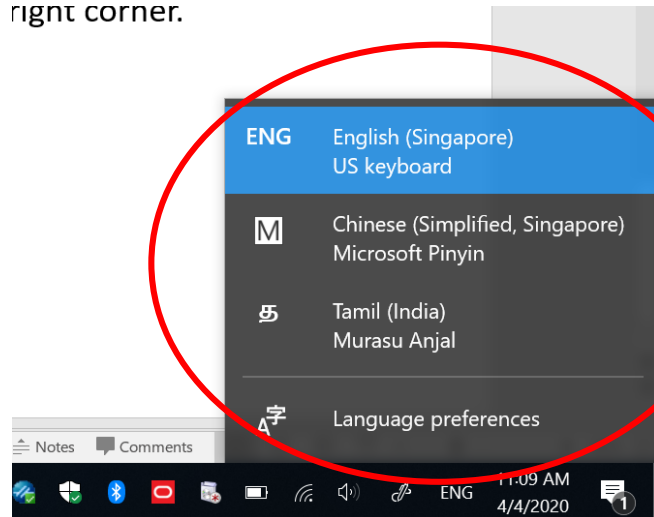 right corner.
ENG English (Singapore)
US keyboard
M Chinese (Simplified, Singapore)
Microsoft Pinyin
த Tamil (India)
Murasu Anjal
A字 Language preferences
Notes Comments
ENG 11:09 AM
4/4/2020
1